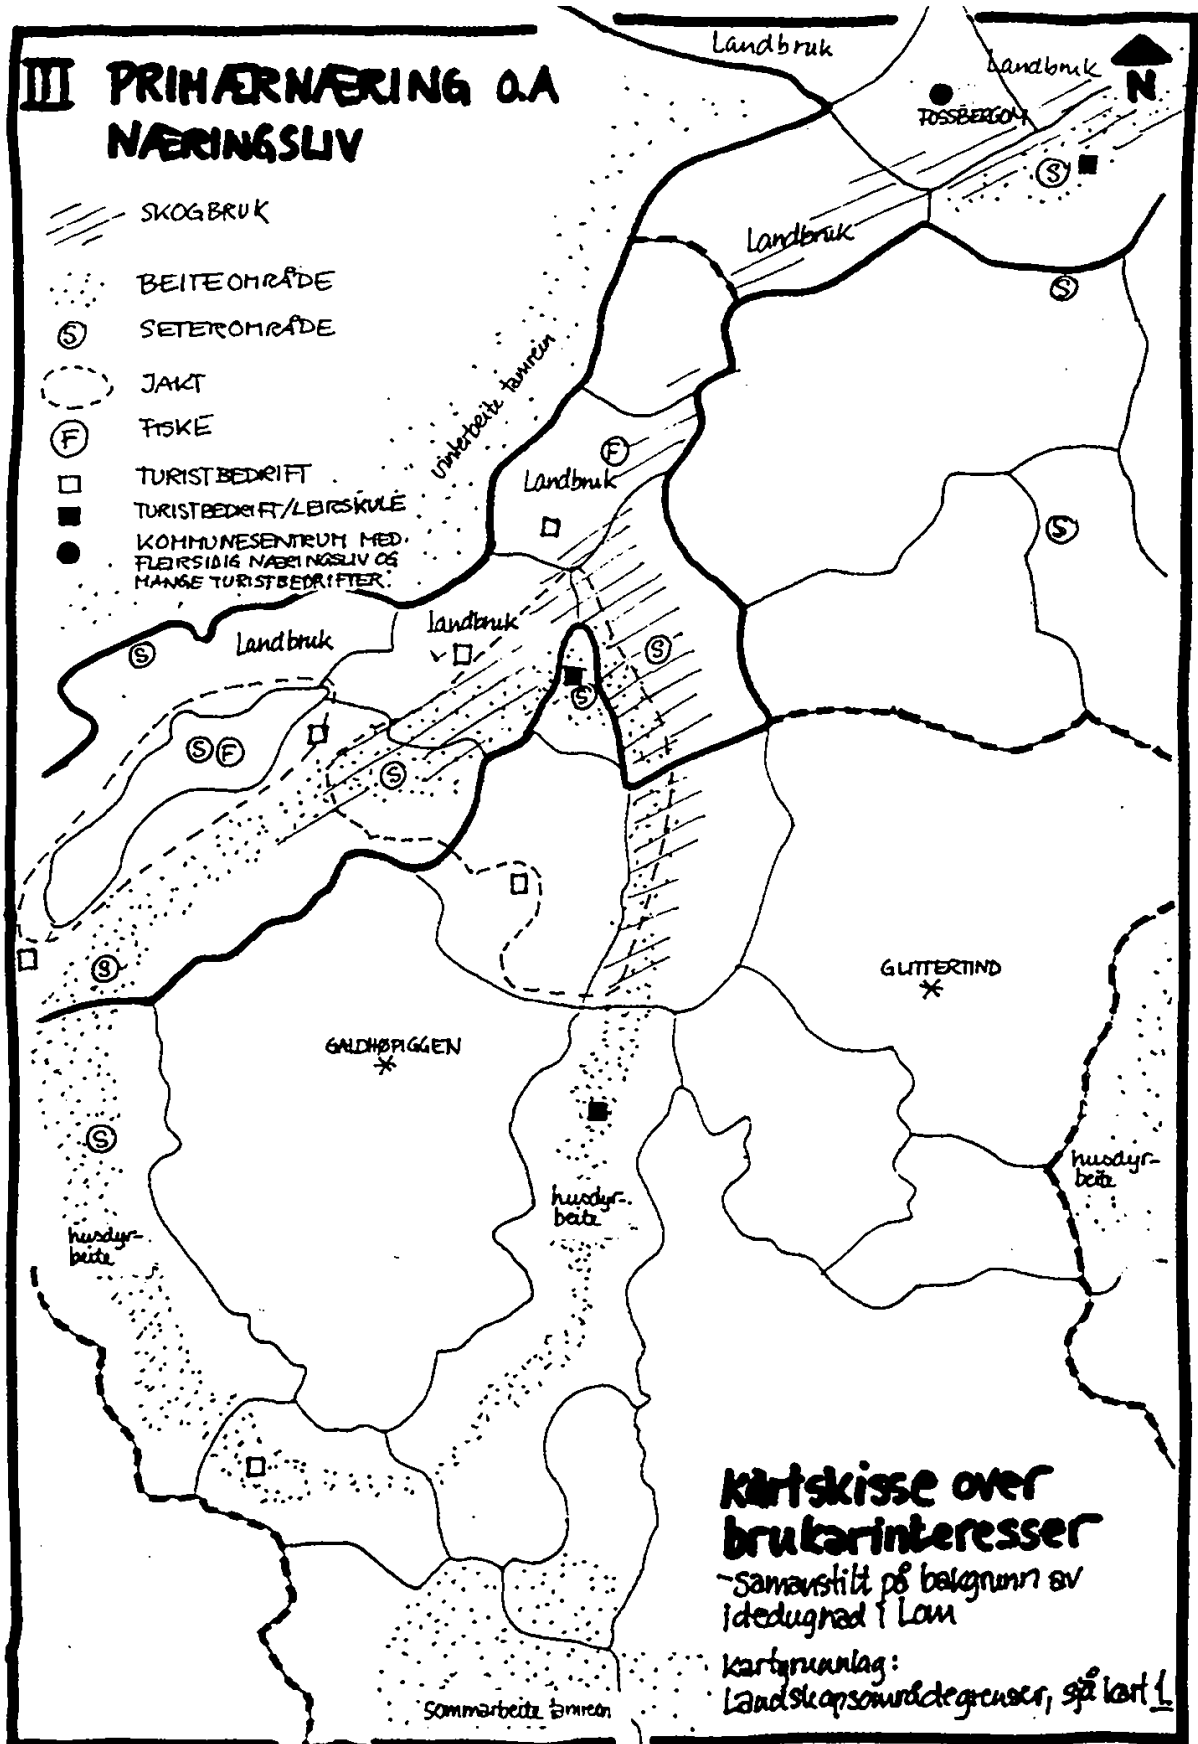 III PRIMÆRNÆRING O.A
NÆRINGSLIV
SKOGBRUK
BEITEOMRÅDE
S SETEROMRÅDE
JAKT
F FISKE
TURISTBEDRIFT
TURISTBEDRIFT/LEIRSKULE
KOMMUNESENTRUM MED
FLEIRSIDIG NÆRINGSLIV OG
MANGE TURISTBEDRIFTER.
Landbruk
Landbruk
N
FOSSBERGOM
S
Landbruk
S
vinterbeite tamrein
F
Landbruk
S
Landbruk
Landbruk
S
S
S
S F
S
S
GLITTERTIND
GALDHØPIGGEN
S
husdyr-
beite
husdyr-
beite
husdyr-
beite
Kartskisse over
brukarinteresser
-Samanstilt på bakgrunn av
idedugnad i Lom
Kartgrunnlag:
Landskapsområdegrenser, sjå kart 1
Sommarbeite tamrein